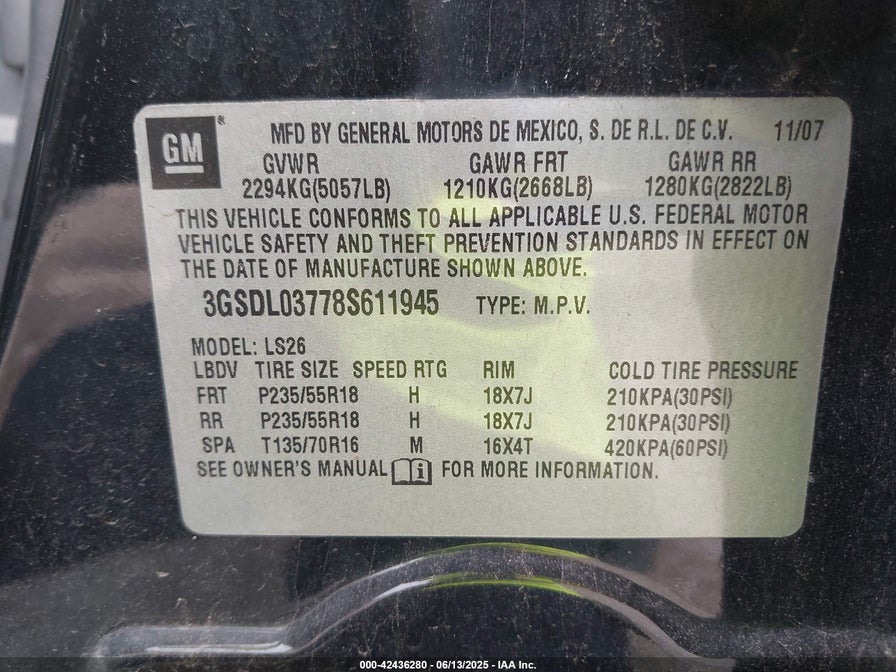 GM® MFD BY GENERAL MOTORS DE MEXICO, S. DE R.L. DE C.V. 11/07
GVWR GAWR FRT GAWR RR
2294KG(5057LB) 1210KG(2668LB) 1280KG(2822LB)
THIS VEHICLE CONFORMS TO ALL APPLICABLE U.S. FEDERAL MOTOR
VEHICLE SAFETY AND THEFT PREVENTION STANDARDS IN EFFECT ON
THE DATE OF MANUFACTURE SHOWN ABOVE.
3GSDL03778S611945 TYPE: M.P.V.
MODEL: LS26
LBDV TIRE SIZE SPEED RTG RIM COLD TIRE PRESSURE
FRT P235/55R18 H 18X7J 210KPA(30PSI)
RR P235/55R18 H 18X7J 210KPA(30PSI)
SPA T135/70R16 M 16X4T 420KPA(60PSI)
SEE OWNER'S MANUAL FOR MORE INFORMATION.
000-42436280 - 06/13/2025 - IAA Inc.